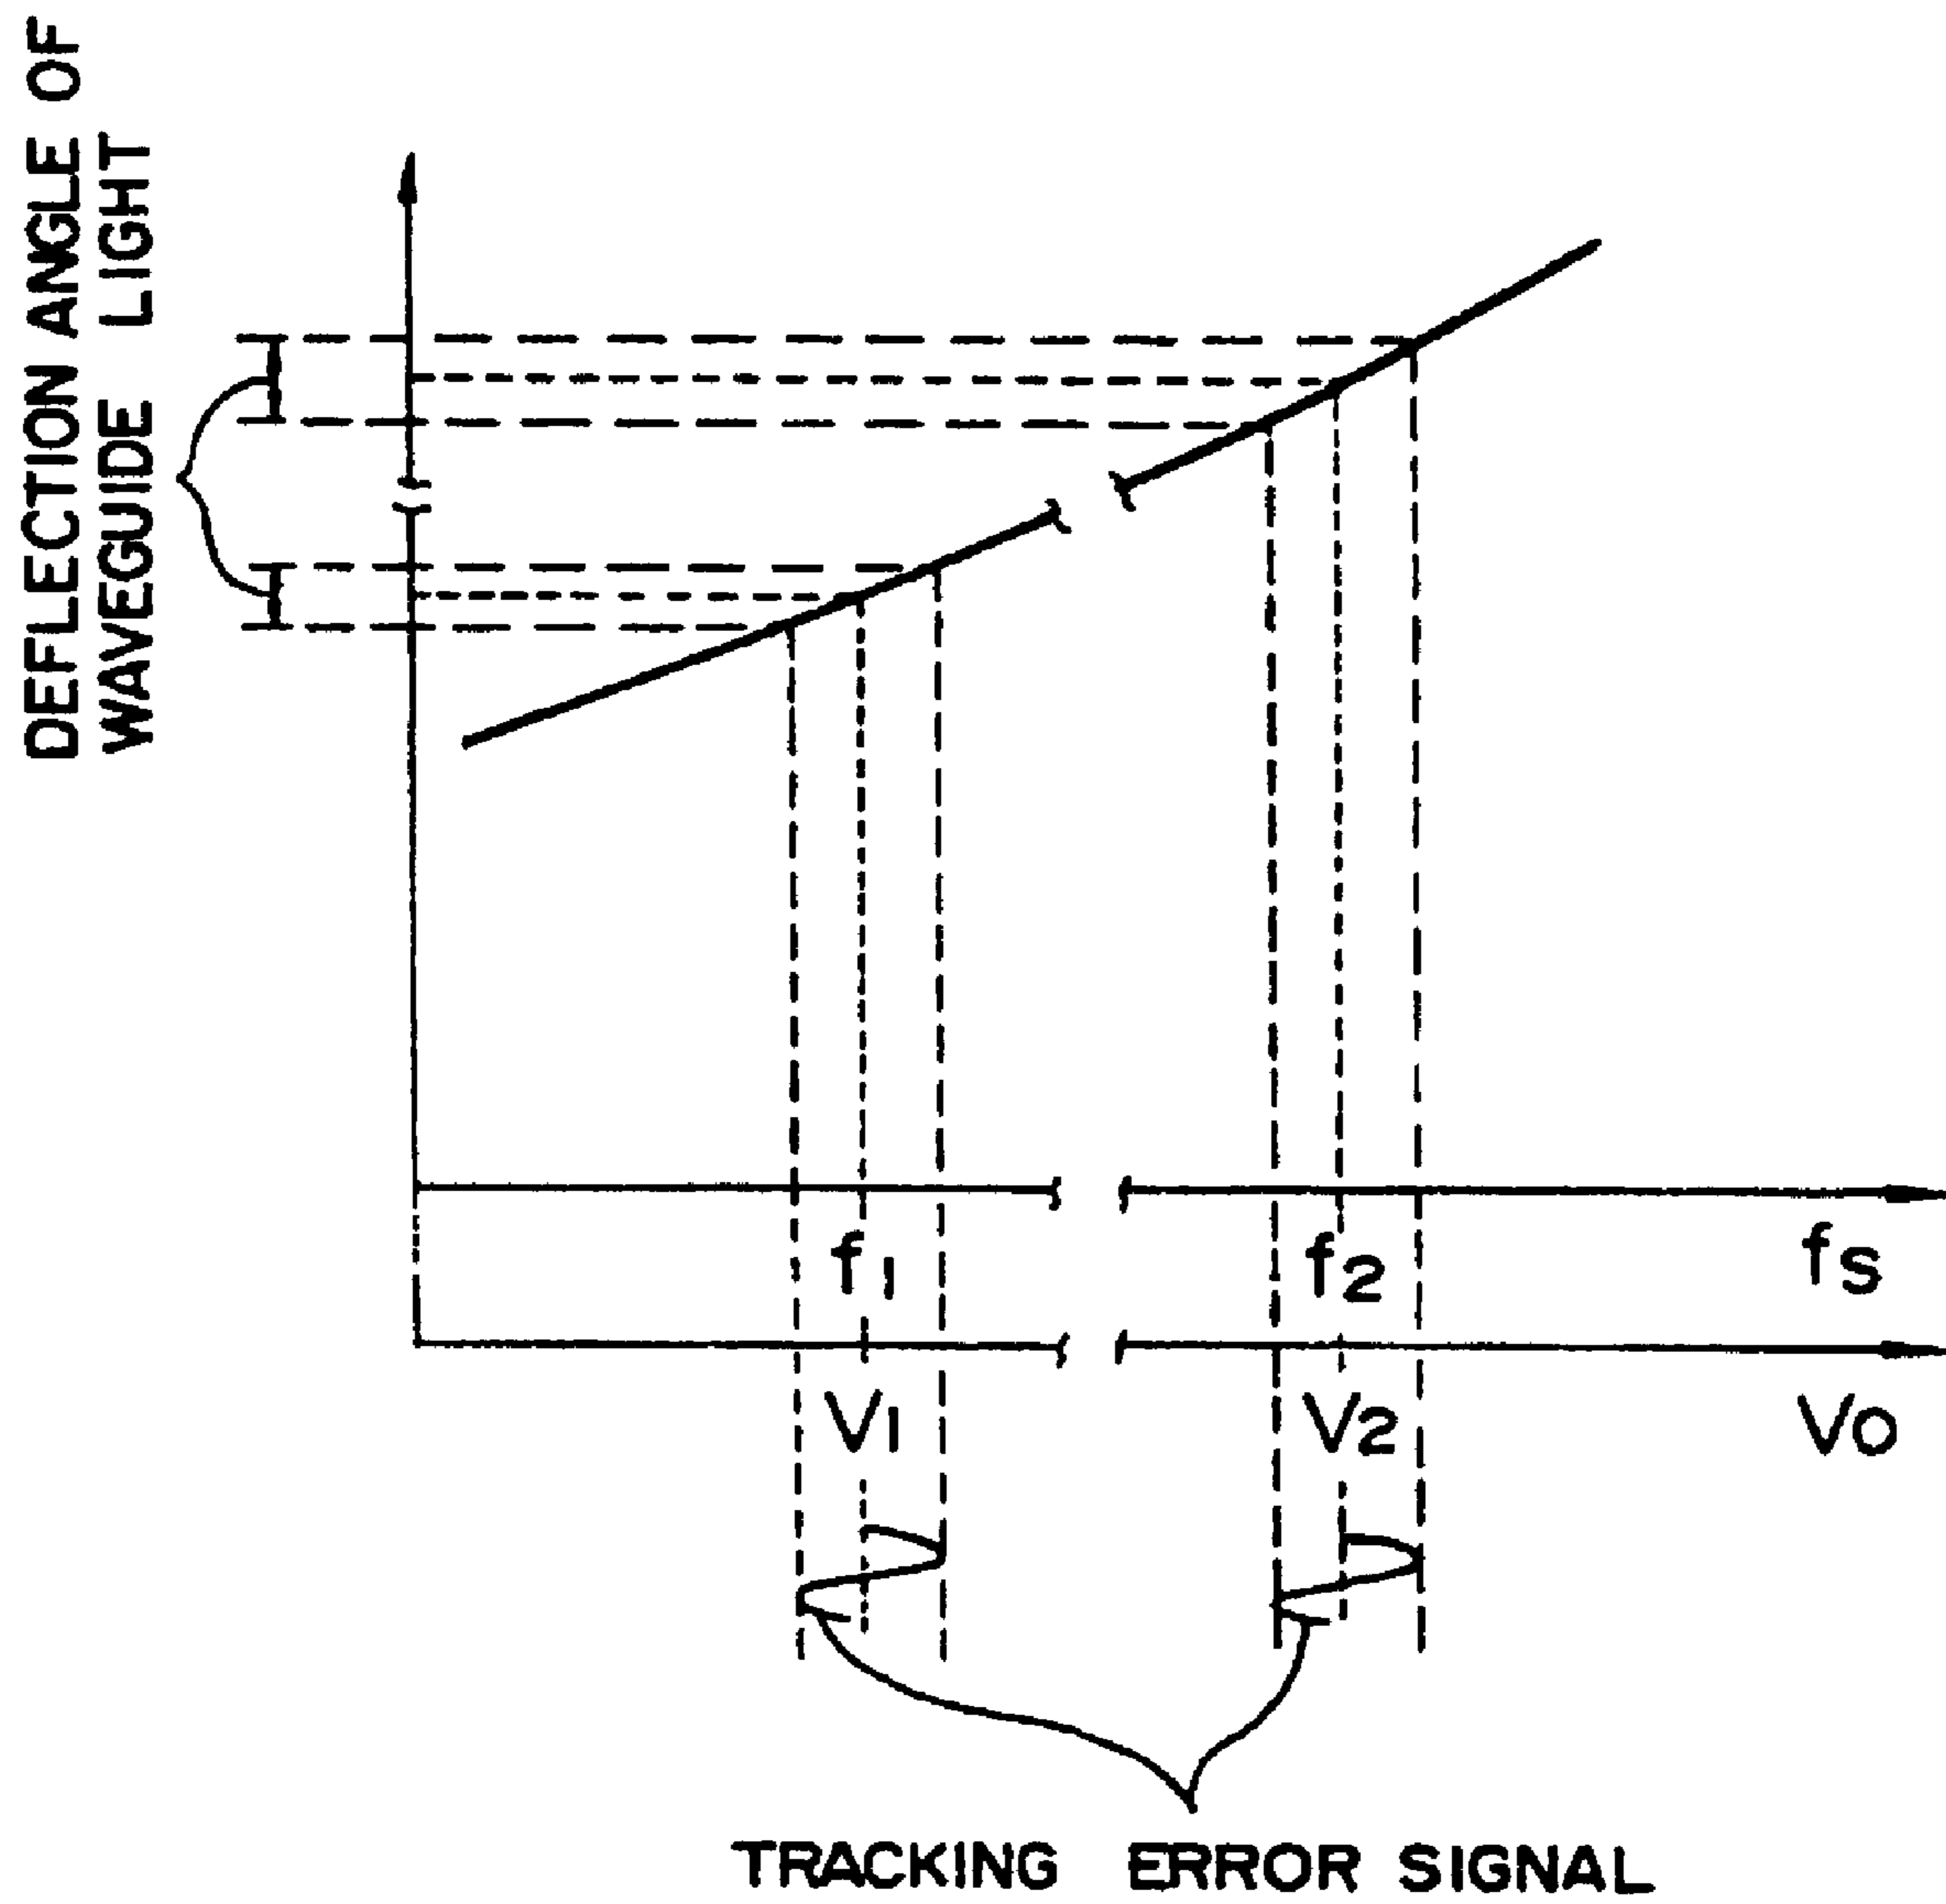 DEFLECTION ANGLE OF
WAVEGUIDE LIGHT
f1
f2
fS
V1
V2
VO
TRACKING ERROR SIGNAL